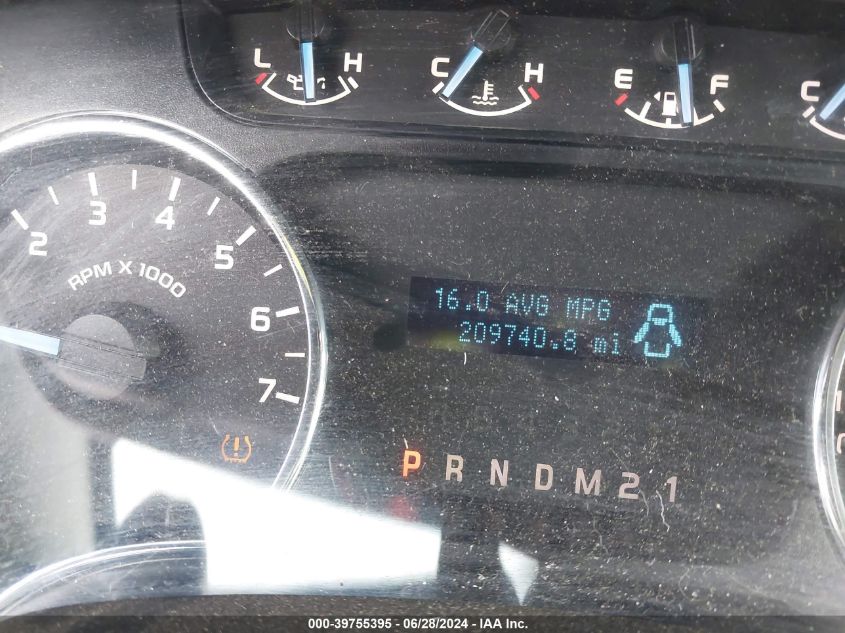 L H C H E F C
2 3 4 5 6 7
RPM X 1000
16.0 AVG MPG
209740.8 mi
P R N D M 2 1
000-39755395 - 06/28/2024 - IAA Inc.